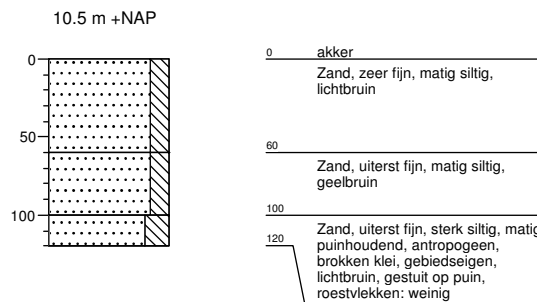 10.5 m +NAP
0
50
100
0 akker
Zand, zeer fijn, matig siltig,
lichtbruin
60
Zand, uiterst fijn, matig siltig,
geelbruin
100
Zand, uiterst fijn, sterk siltig, matig
120
puinhoudend, antropogeen,
brokken klei, gebiedseigen,
lichtbruin, gestuit op puin,
roestvlekken: weinig